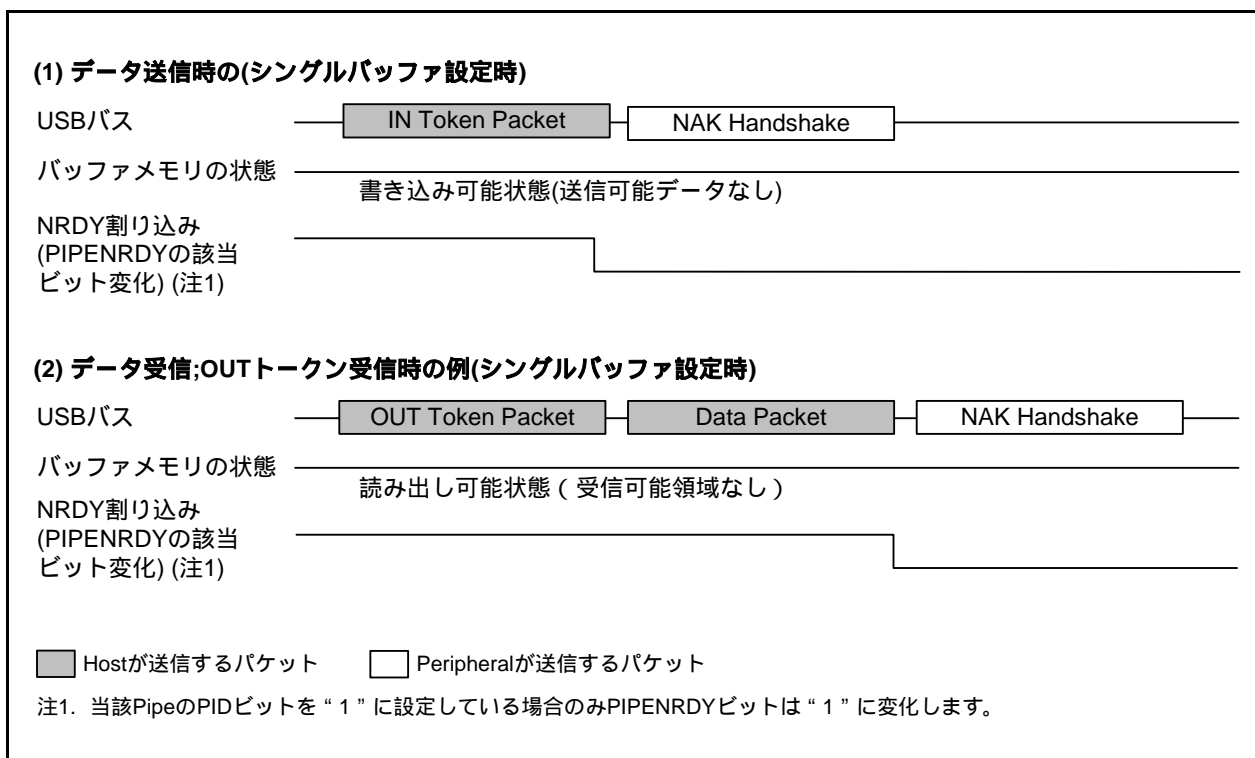 (1) データ送信時の(シングルバッファ設定時)
USBバス
IN Token Packet
NAK Handshake
バッファメモリの状態
書き込み可能状態(送信可能データなし)
NRDY割り込み
(PIPENRDYの該当
ビット変化) (注1)
(2) データ受信;OUTトークン受信時の例(シングルバッファ設定時)
USBバス
OUT Token Packet
Data Packet
NAK Handshake
バッファメモリの状態
読み出し可能状態（受信可能領域なし）
NRDY割り込み
(PIPENRDYの該当
ビット変化) (注1)
Hostが送信するパケット
Peripheralが送信するパケット
注1. 当該PipeのPIDビットを“1”に設定している場合のみPIPENRDYビットは“1”に変化します。